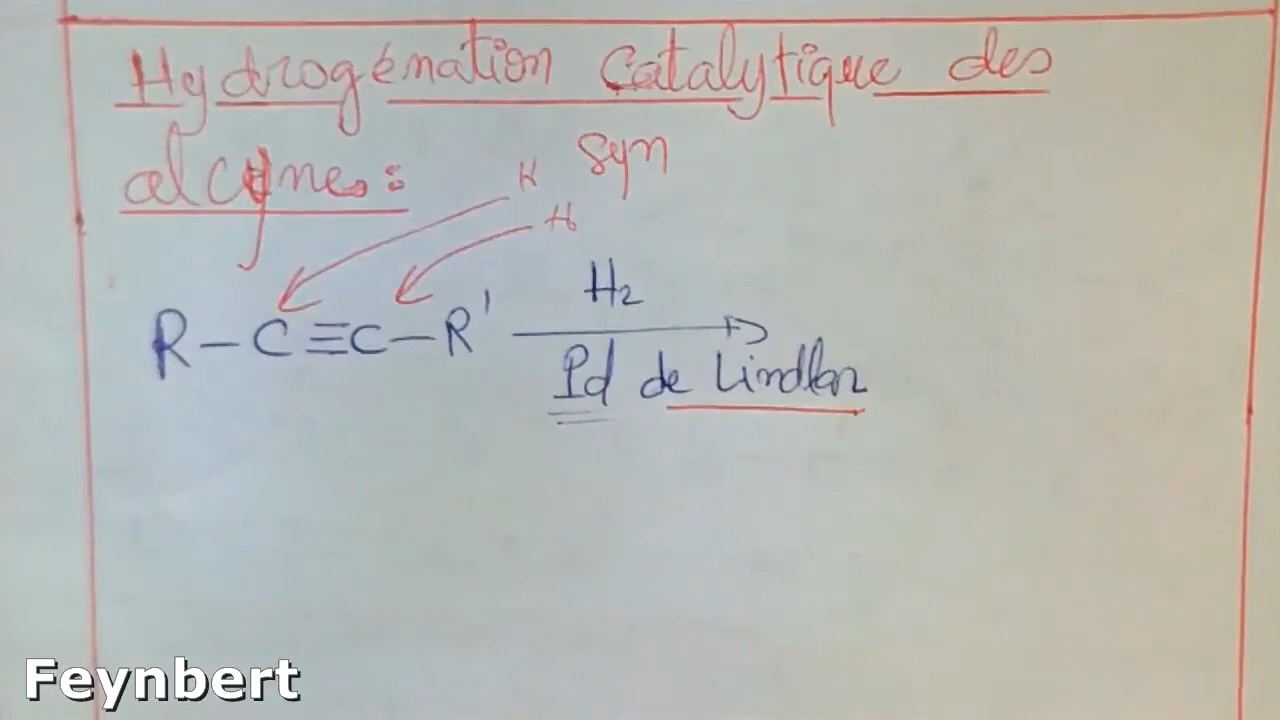 Hydrogénation Catalytique des
alcynes :
Syn
H
H
R-C≡C-R'
H2
Pd de Lindlar
Feynbert